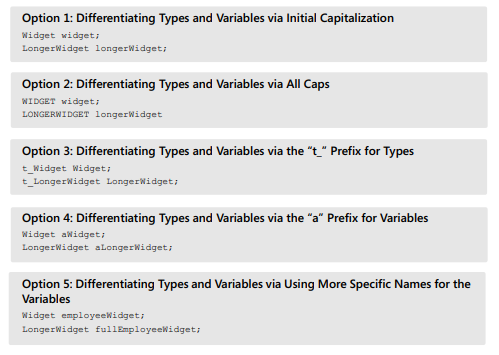 Option 1: Differentiating Types and Variables via Initial Capitalization
Widget widget;
LongerWidget longerWidget;
Option 2: Differentiating Types and Variables via All Caps
WIDGET widget;
LONGERWIDGET longerWidget
Option 3: Differentiating Types and Variables via the “t_” Prefix for Types
t_Widget Widget;
t_LongerWidget LongerWidget;
Option 4: Differentiating Types and Variables via the “a” Prefix for Variables
Widget aWidget;
LongerWidget aLongerWidget;
Option 5: Differentiating Types and Variables via Using More Specific Names for the
Variables
Widget employeeWidget;
LongerWidget fullEmployeeWidget;